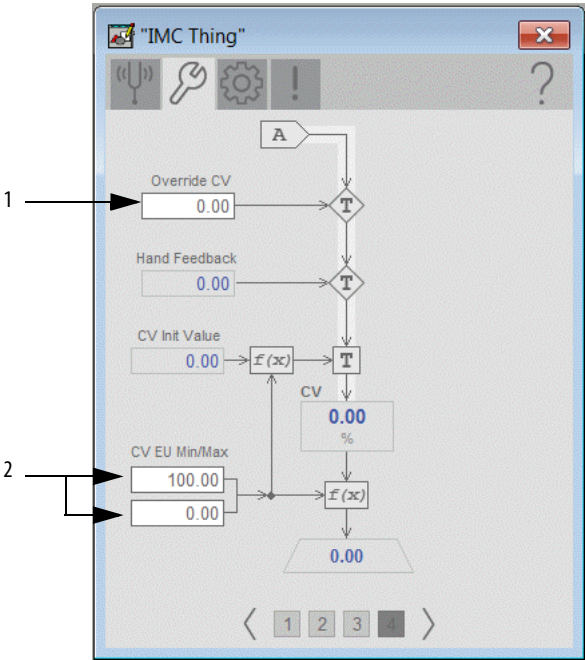 "IMC Thing"
A
1
Override CV
0.00
T
Hand Feedback
0.00
T
CV Init Value
0.00
f(x)
T
CV
0.00
%
2
CV EU Min/Max
100.00
0.00
f(x)
0.00
1 2 3 4